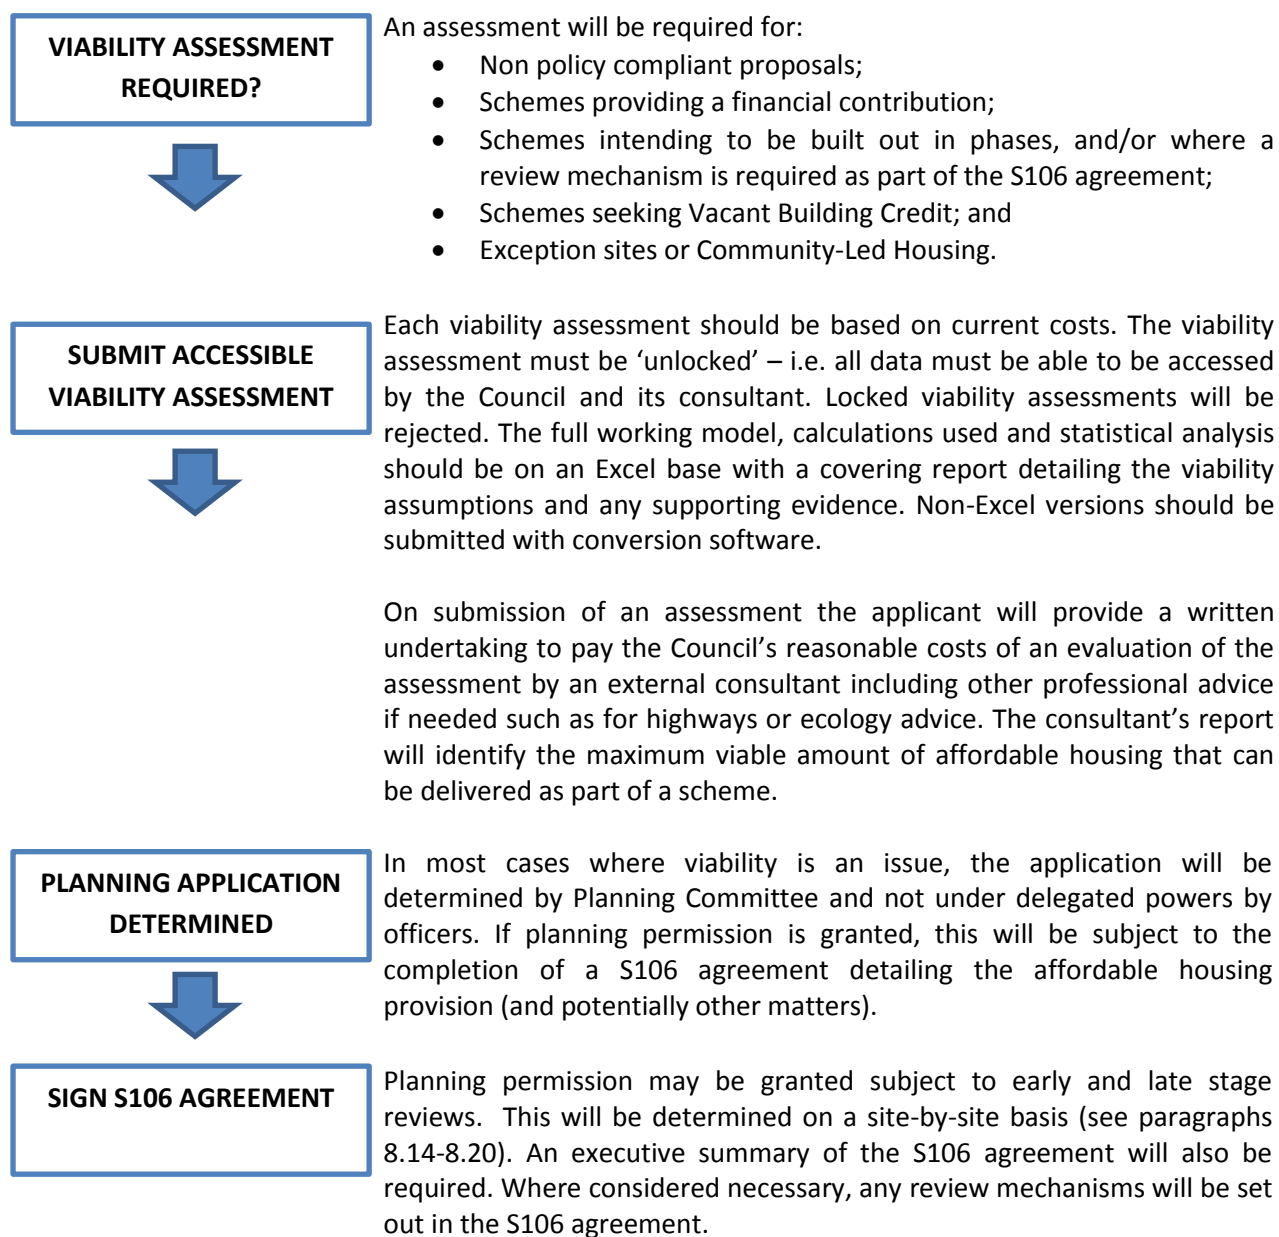 VIABILITY ASSESSMENT
REQUIRED?
An assessment will be required for:
• Non policy compliant proposals;
• Schemes providing a financial contribution;
• Schemes intending to be built out in phases, and/or where a
review mechanism is required as part of the S106 agreement;
• Schemes seeking Vacant Building Credit; and
• Exception sites or Community-Led Housing.
SUBMIT ACCESSIBLE
VIABILITY ASSESSMENT
Each viability assessment should be based on current costs. The viability
assessment must be ‘unlocked’ – i.e. all data must be able to be accessed
by the Council and its consultant. Locked viability assessments will be
rejected. The full working model, calculations used and statistical analysis
should be on an Excel base with a covering report detailing the viability
assumptions and any supporting evidence. Non-Excel versions should be
submitted with conversion software.
On submission of an assessment the applicant will provide a written
undertaking to pay the Council’s reasonable costs of an evaluation of the
assessment by an external consultant including other professional advice
if needed such as for highways or ecology advice. The consultant’s report
will identify the maximum viable amount of affordable housing that can
be delivered as part of a scheme.
PLANNING APPLICATION
DETERMINED
In most cases where viability is an issue, the application will be
determined by Planning Committee and not under delegated powers by
officers. If planning permission is granted, this will be subject to the
completion of a S106 agreement detailing the affordable housing
provision (and potentially other matters).
SIGN S106 AGREEMENT
Planning permission may be granted subject to early and late stage
reviews. This will be determined on a site-by-site basis (see paragraphs
8.14-8.20). An executive summary of the S106 agreement will also be
required. Where considered necessary, any review mechanisms will be set
out in the S106 agreement.